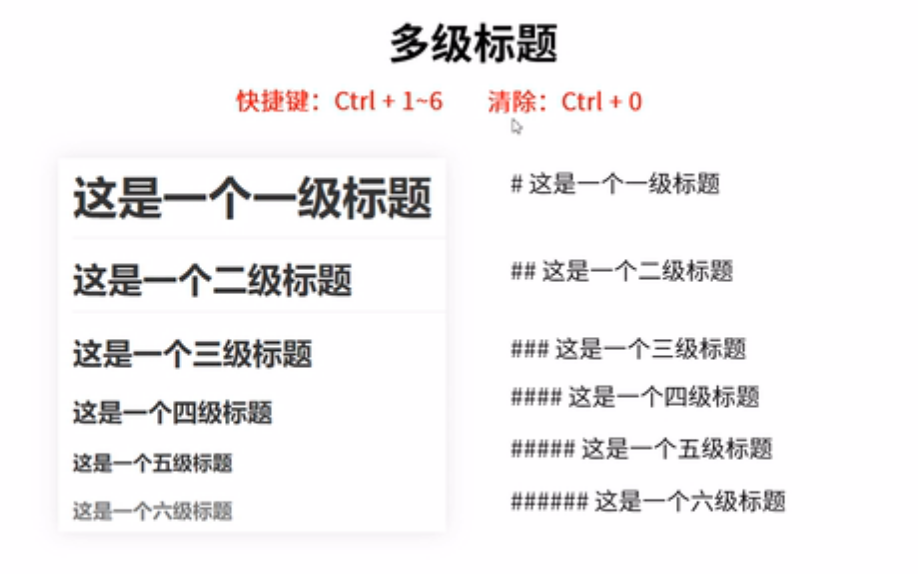 多级标题
快捷键：Ctrl + 1~6 清除：Ctrl + 0
这是一个一级标题
# 这是一个一级标题
这是一个二级标题
## 这是一个二级标题
这是一个三级标题
### 这是一个三级标题
这是一个四级标题
#### 这是一个四级标题
这是一个五级标题
##### 这是一个五级标题
这是一个六级标题
###### 这是一个六级标题